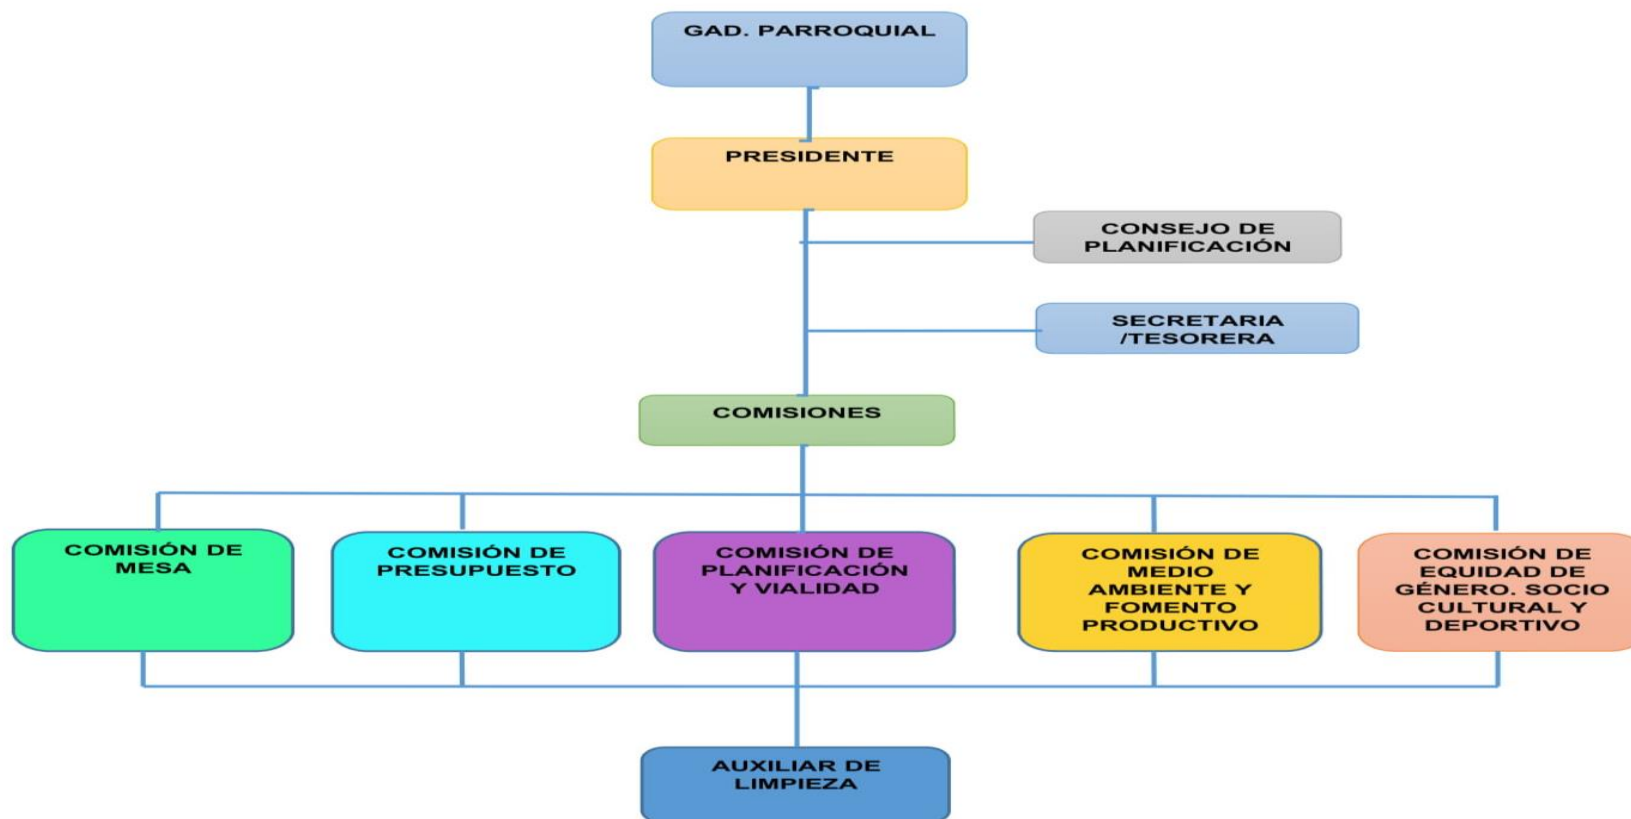 GAD. PARROQUIAL
PRESIDENTE
CONSEJO DE
PLANIFICACIÓN
SECRETARIA
/TESORERA
COMISIONES
COMISIÓN DE
MESA
COMISIÓN DE
PRESUPUESTO
COMISIÓN DE
PLANIFICACIÓN
Y VIALIDAD
COMISIÓN DE
MEDIO
AMBIENTE Y
FOMENTO
PRODUCTIVO
COMISIÓN DE
EQUIDAD DE
GÉNERO. SOCIO
CULTURAL Y
DEPORTIVO
AUXILIAR DE
LIMPIEZA